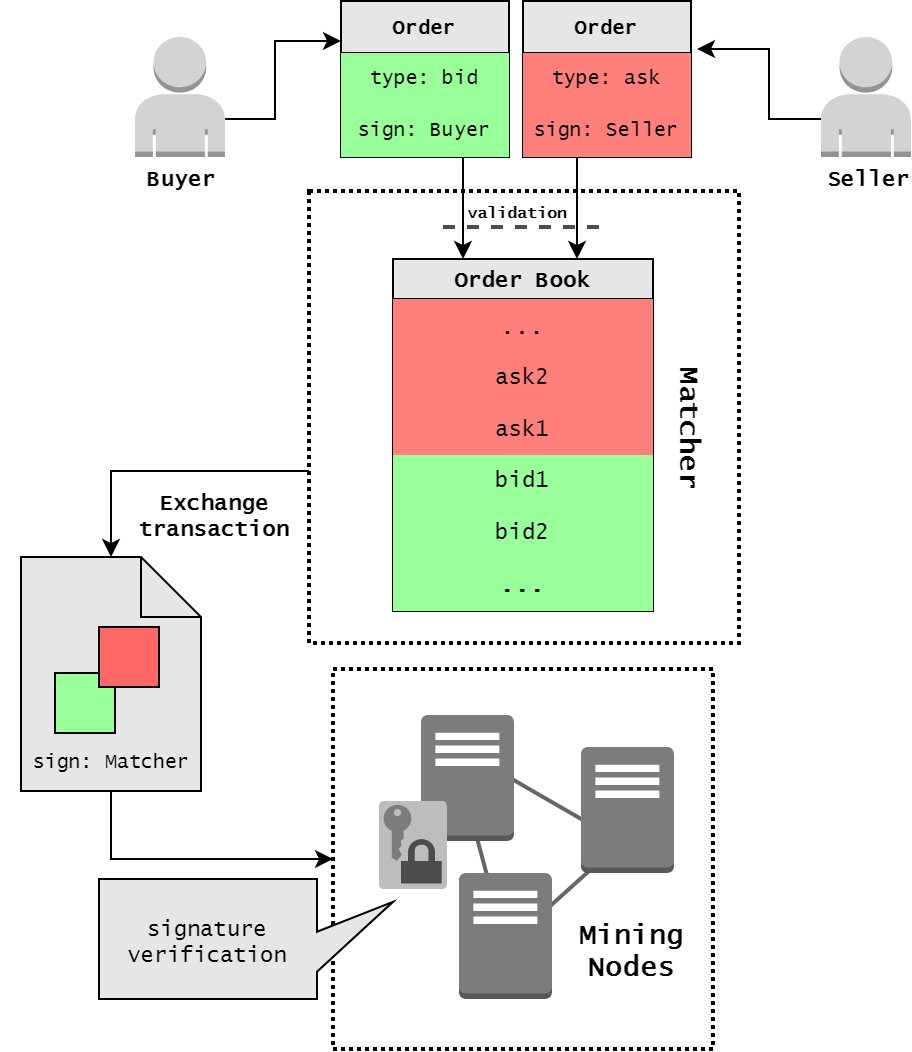 Order
type: bid
sign: Buyer
Order
type: ask
sign: Seller
Buyer
Seller
validation
Order Book
...
ask2
ask1
bid1
bid2
...
Matcher
Exchange
transaction
sign: Matcher
signature
verification
Mining
Nodes